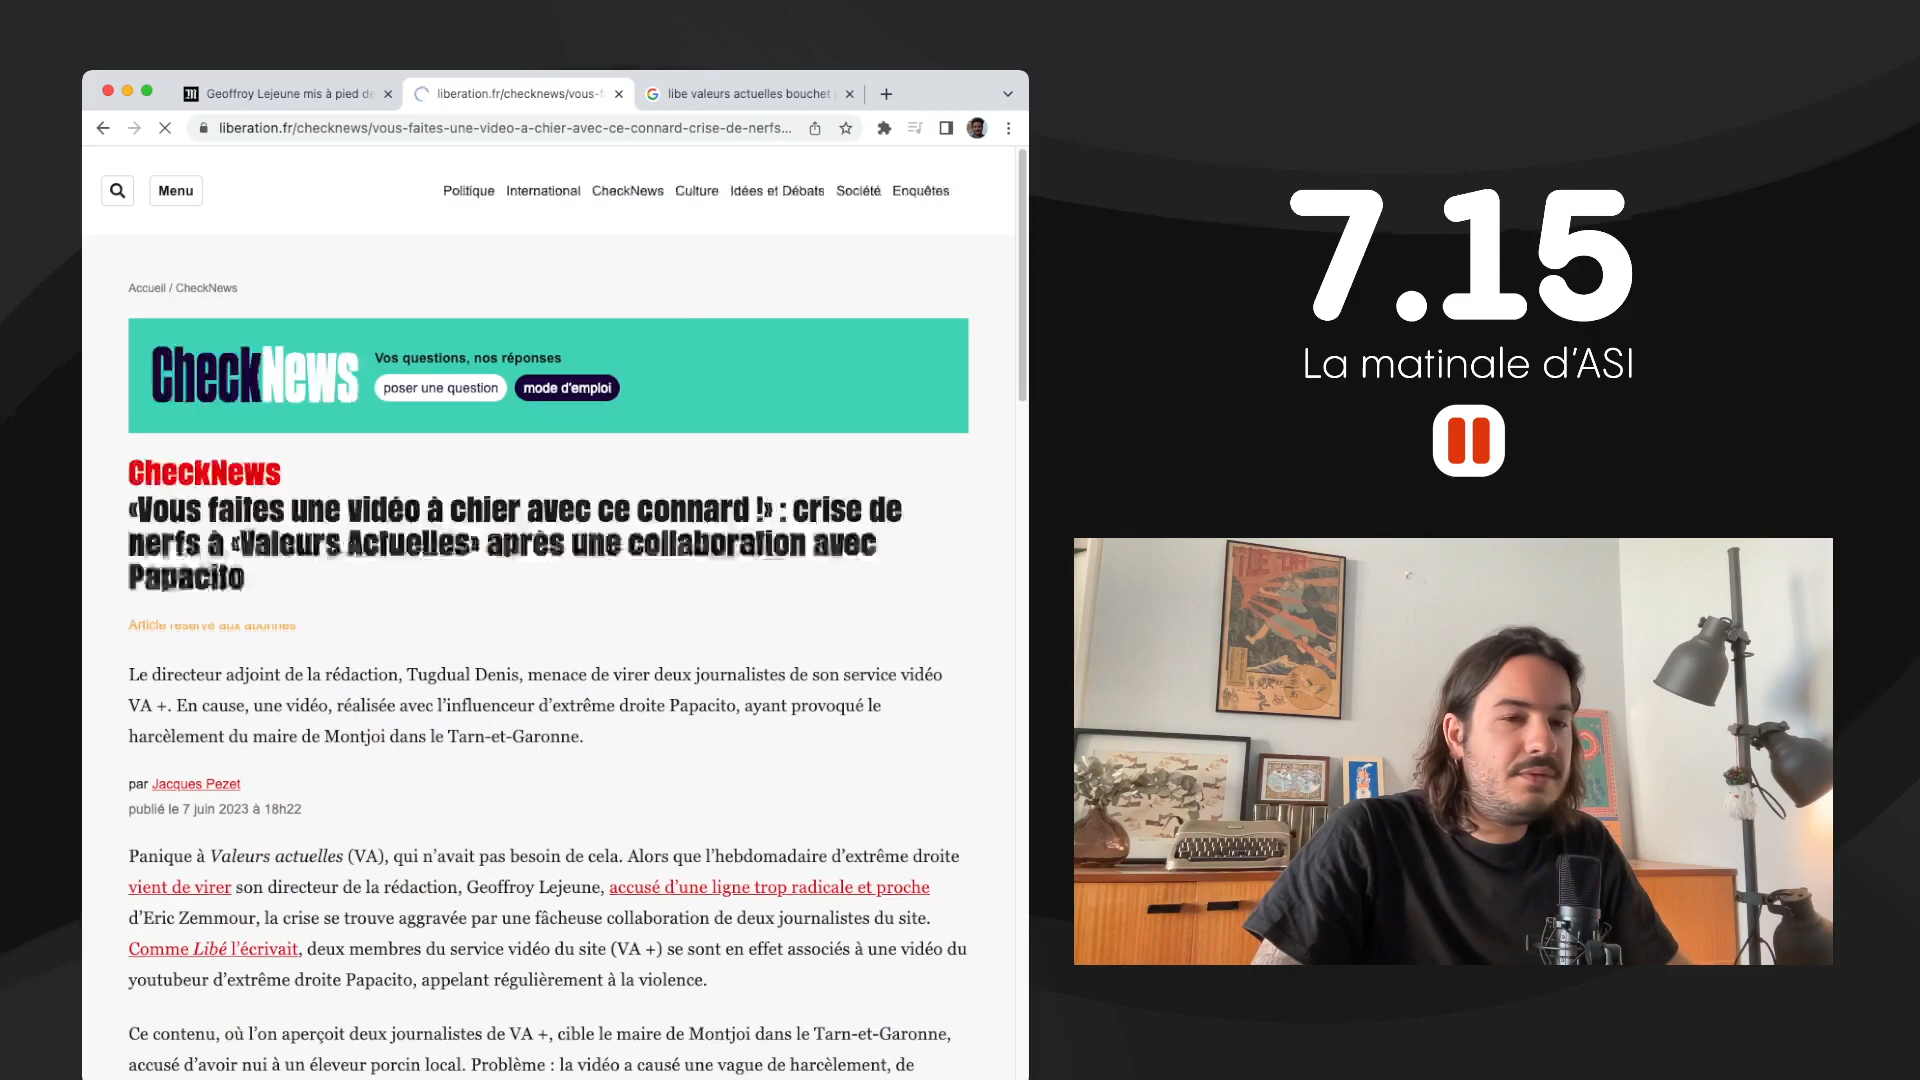 Geoffroy Lejeune mis à pied de
liberation.fr/checknews/vous-f
libe valeurs actuelles bouchet
liberation.fr/checknews/vous-faites-une-video-a-chier-avec-ce-connard-crise-de-nerfs...
Menu
Politique International CheckNews Culture Idées et Débats Société Enquêtes
Accueil / CheckNews
CheckNews
Vos questions, nos réponses
poser une question mode d'emploi
CheckNews
«Vous faites une vidéo à chier avec ce connard !» : crise de
nerfs à «Valeurs Actuelles» après une collaboration avec
Papacito
Article réservé aux abonnés
Le directeur adjoint de la rédaction, Tugdual Denis, menace de virer deux journalistes de son service vidéo
VA +. En cause, une vidéo, réalisée avec l'influenceur d'extrême droite Papacito, ayant provoqué le
harcèlement du maire de Montjoi dans le Tarn-et-Garonne.
par Jacques Pezet
publié le 7 juin 2023 à 18h22
Panique à Valeurs actuelles (VA), qui n'avait pas besoin de cela. Alors que l'hebdomadaire d'extrême droite
vient de virer son directeur de la rédaction, Geoffroy Lejeune, accusé d'une ligne trop radicale et proche
d'Eric Zemmour, la crise se trouve aggravée par une fâcheuse collaboration de deux journalistes du site.
Comme Libé l'écrivait, deux membres du service vidéo du site (VA +) se sont en effet associés à une vidéo du
youtubeur d'extrême droite Papacito, appelant régulièrement à la violence.
Ce contenu, où l'on aperçoit deux journalistes de VA +, cible le maire de Montjoi dans le Tarn-et-Garonne,
accusé d'avoir nui à un éleveur porcin local. Problème : la vidéo a causé une vague de harcèlement, de
7.15
La matinale d'ASI